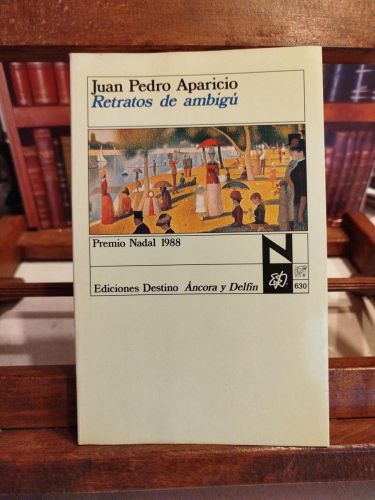 Juan Pedro Aparicio
Retratos de ambigú
Premio Nadal 1988
N
Ediciones Destino Áncora y Delfín
630